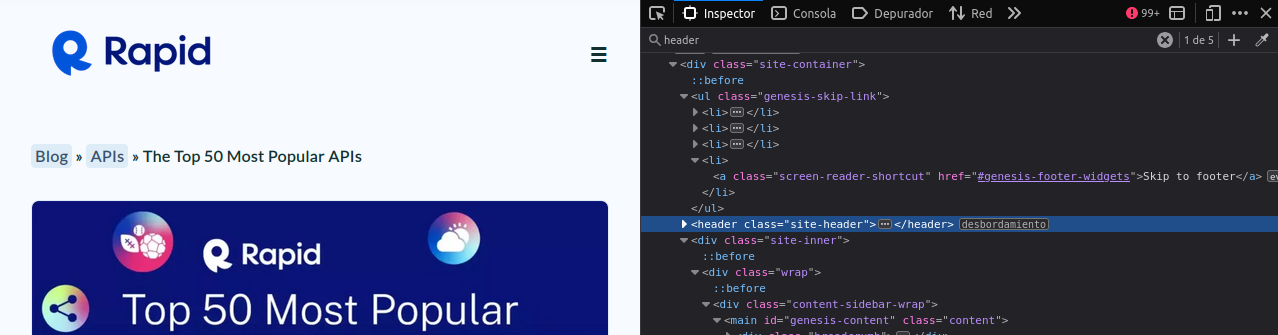 Rapid
Blog » APIs » The Top 50 Most Popular APIs
Rapid
Top 50 Most Popular
Inspector Consola Depurador Red 99+
header 1 de 5
<div class="site-container">
::before
<ul class="genesis-skip-link">
<li> ••• </li>
<li> ••• </li>
<li> ••• </li>
<li>
<a class="screen-reader-shortcut" href="#genesis-footer-widgets">Skip to footer</a>
</li>
</ul>
<header class="site-header"> ••• </header> desbordamiento
<div class="site-inner">
::before
<div class="wrap">
::before
<div class="content-sidebar-wrap">
<main id="genesis-content" class="content">